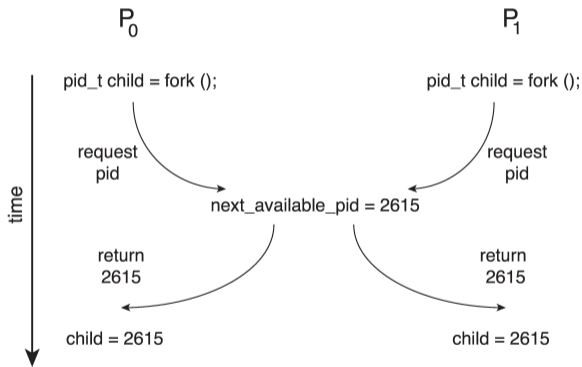 P0
P1
pid_t child = fork ();
pid_t child = fork ();
request
pid
request
pid
time
next_available_pid = 2615
return
2615
return
2615
child = 2615
child = 2615